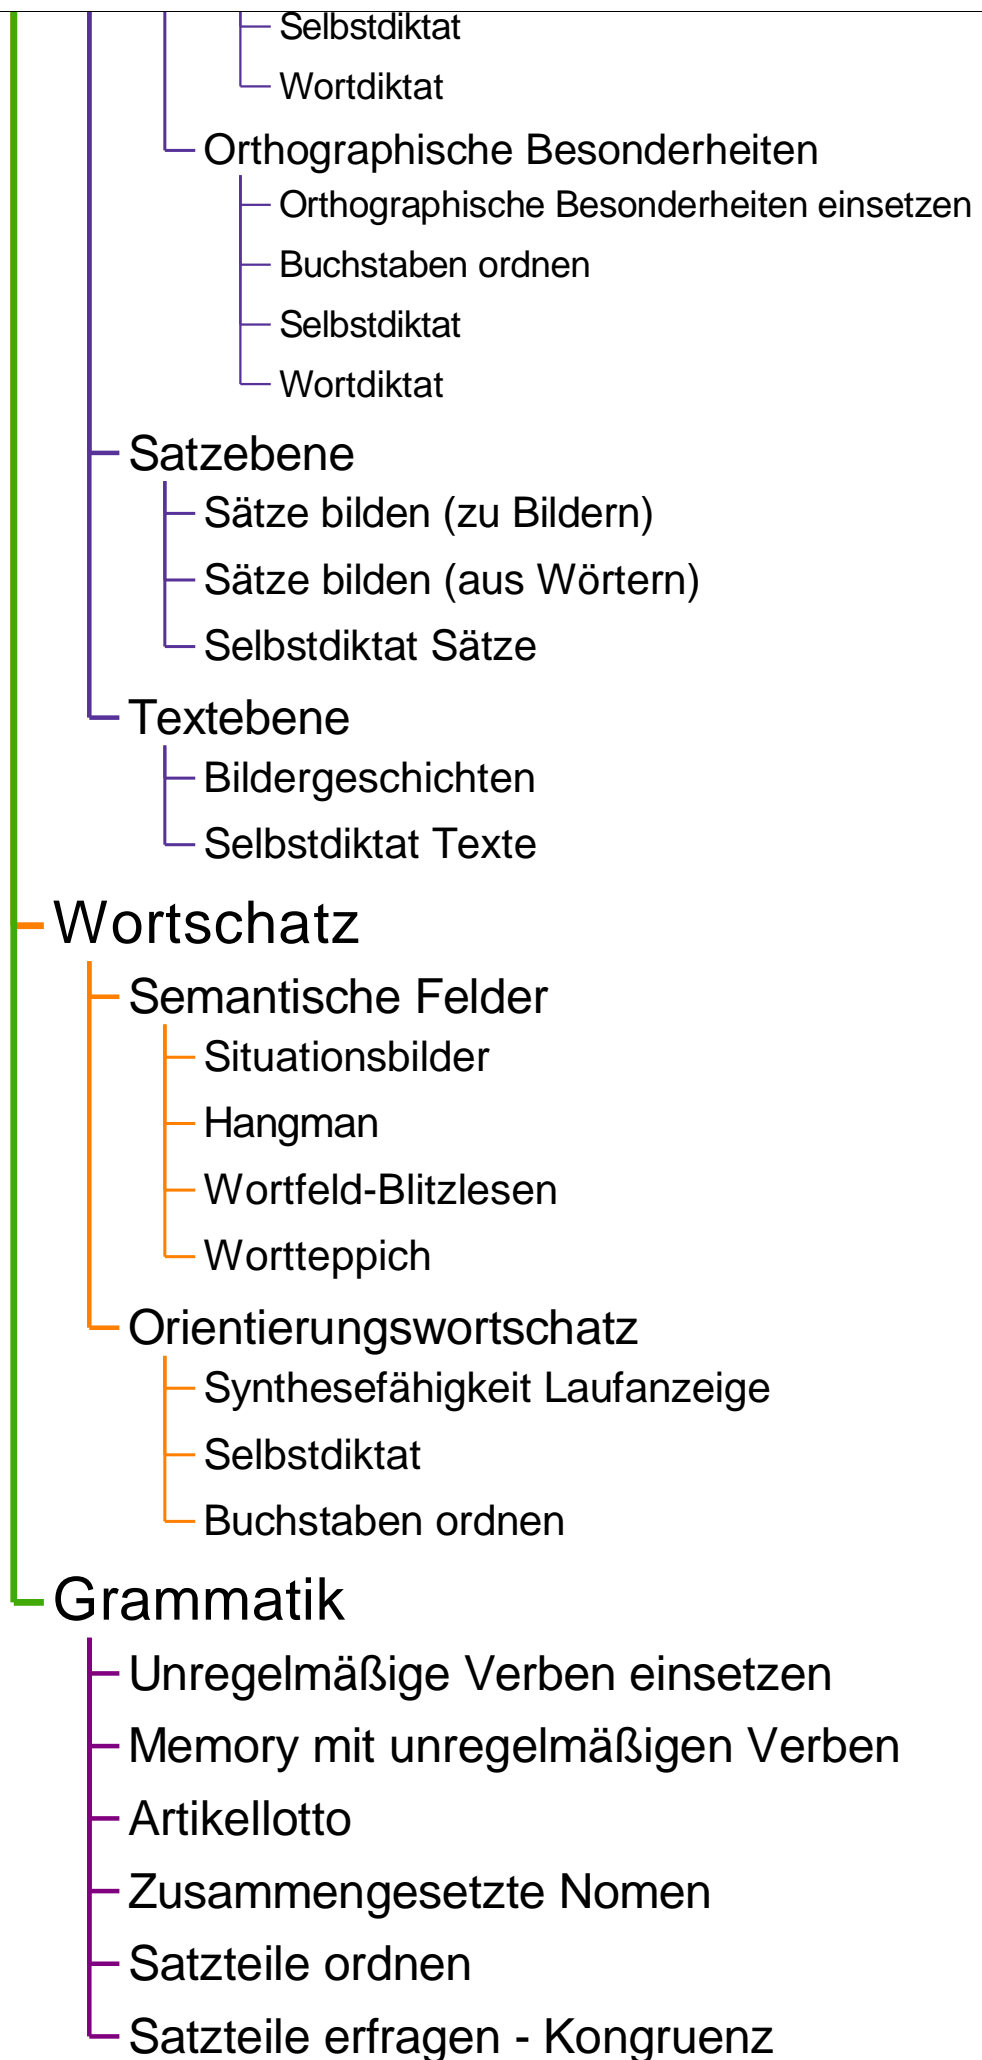 Selbstdiktat
Wortdiktat
Orthographische Besonderheiten
Orthographische Besonderheiten einsetzen
Buchstaben ordnen
Selbstdiktat
Wortdiktat
Satzebene
Sätze bilden (zu Bildern)
Sätze bilden (aus Wörtern)
Selbstdiktat Sätze
Textebene
Bildergeschichten
Selbstdiktat Texte
Wortschatz
Semantische Felder
Situationsbilder
Hangman
Wortfeld-Blitzlesen
Wortteppich
Orientierungswortschatz
Synthesefähigkeit Laufanzeige
Selbstdiktat
Buchstaben ordnen
Grammatik
Unregelmäßige Verben einsetzen
Memory mit unregelmäßigen Verben
Artikellotto
Zusammengesetzte Nomen
Satzteile ordnen
Satzteile erfragen - Kongruenz